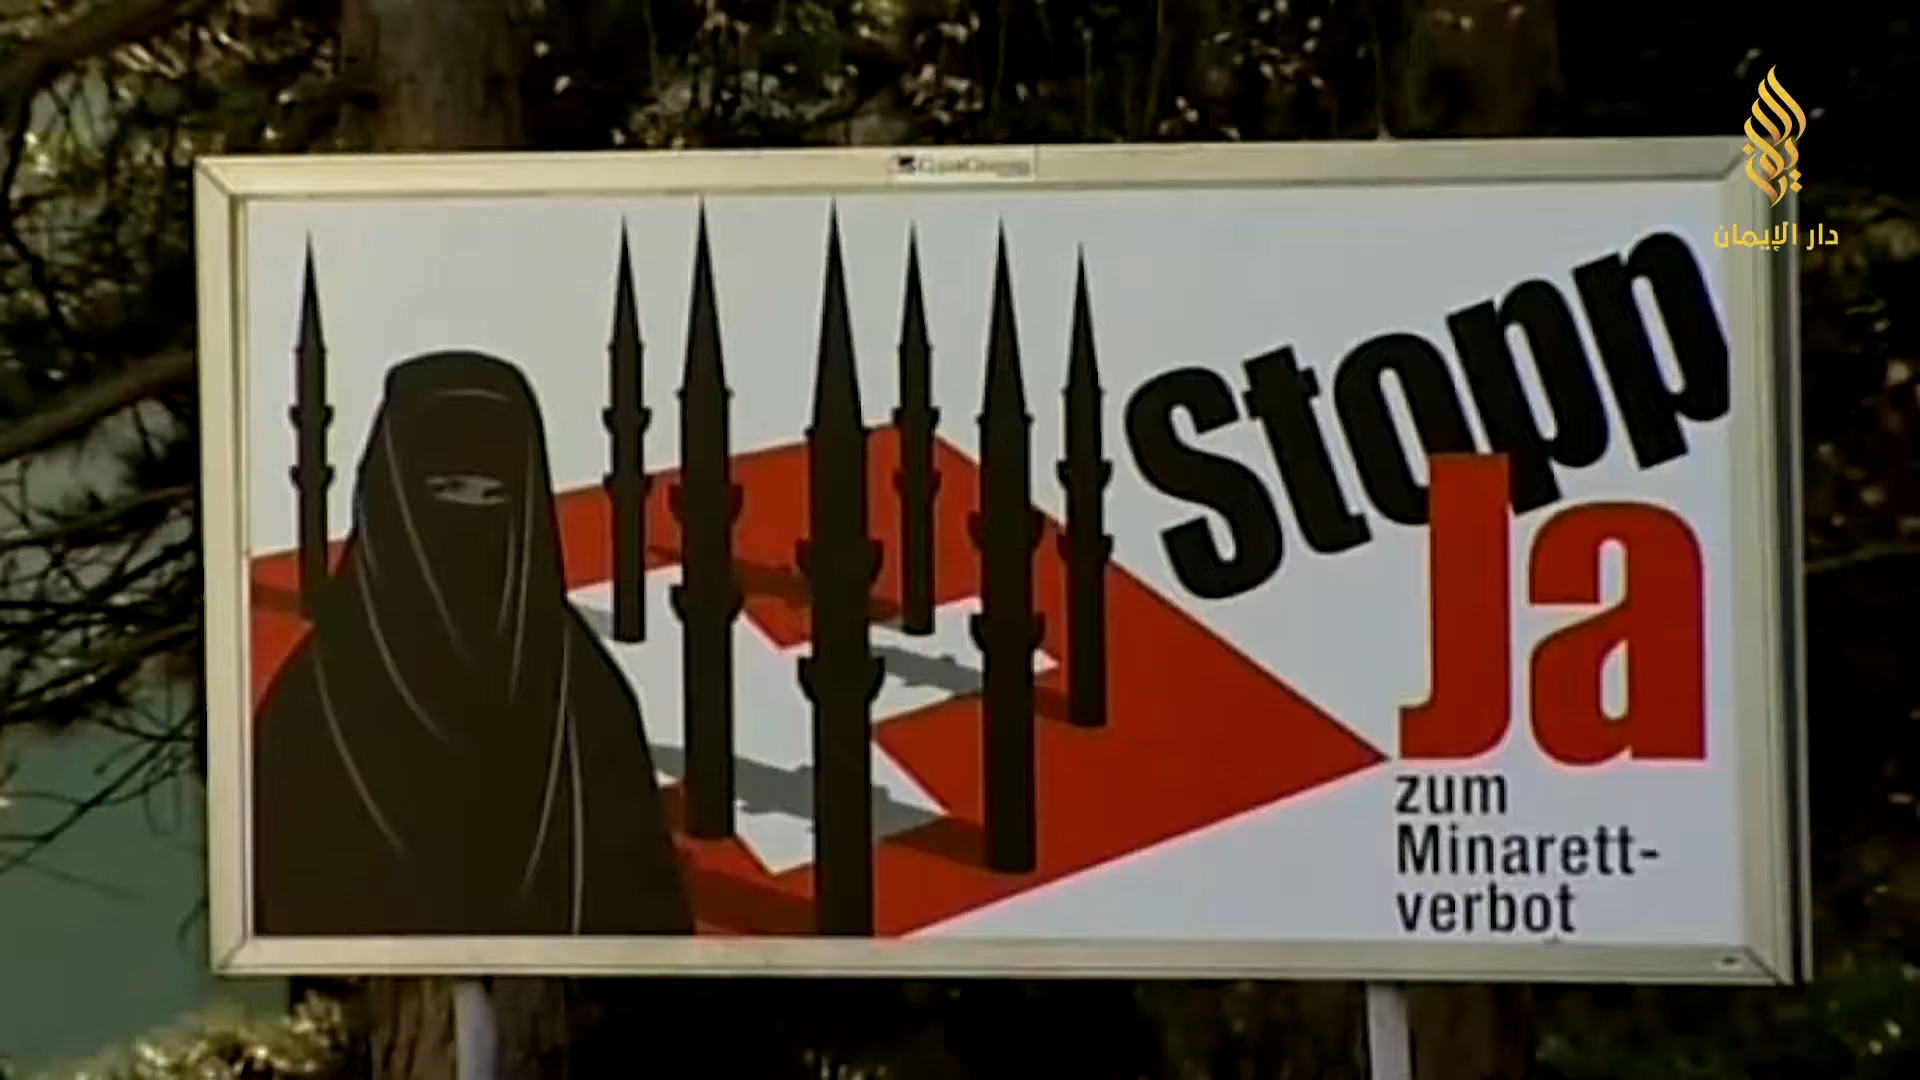 دار الإيمان
Stopp
Ja
zum
Minarett-
verbot